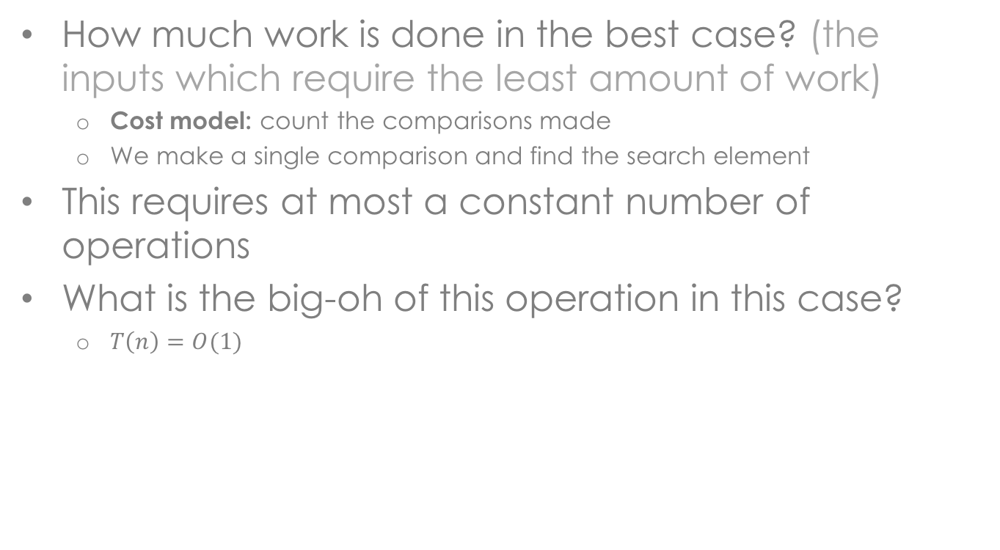 • How much work is done in the best case? (the
inputs which require the least amount of work)
○ Cost model: count the comparisons made
○ We make a single comparison and find the search element
• This requires at most a constant number of
operations
• What is the big-oh of this operation in this case?
○ T(n) = O(1)